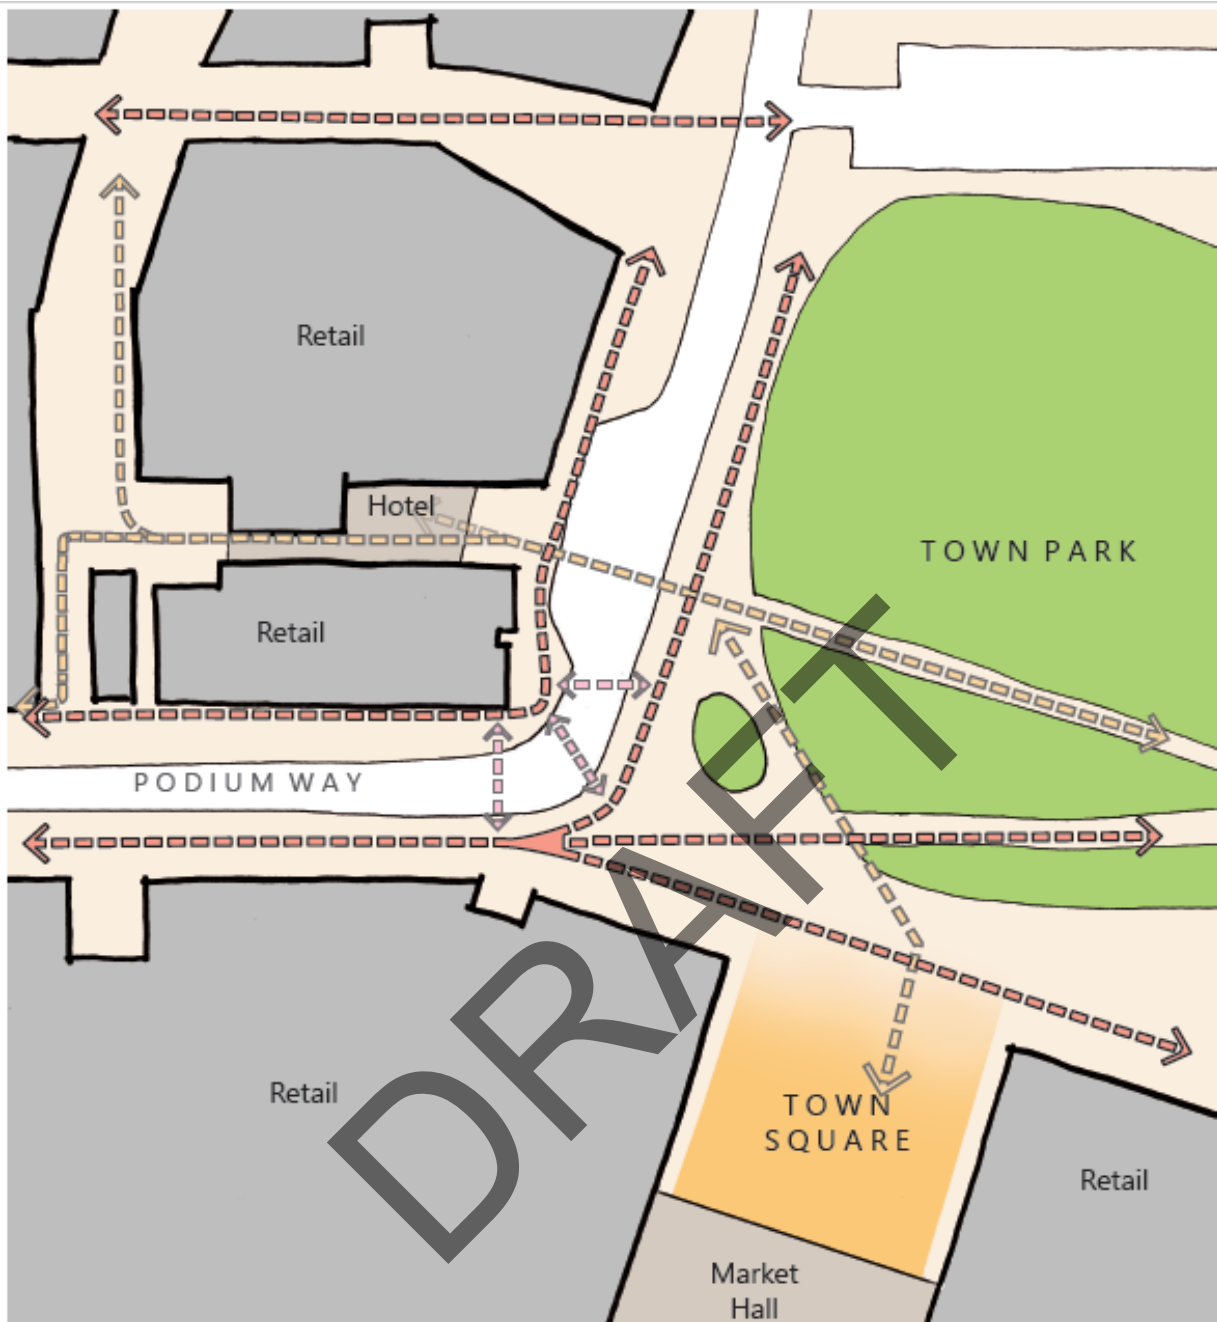 Retail
Hotel
TOWN PARK
Retail
PODIUM WAY
DRAFT
Retail
TOWN
SQUARE
Retail
Market
Hall